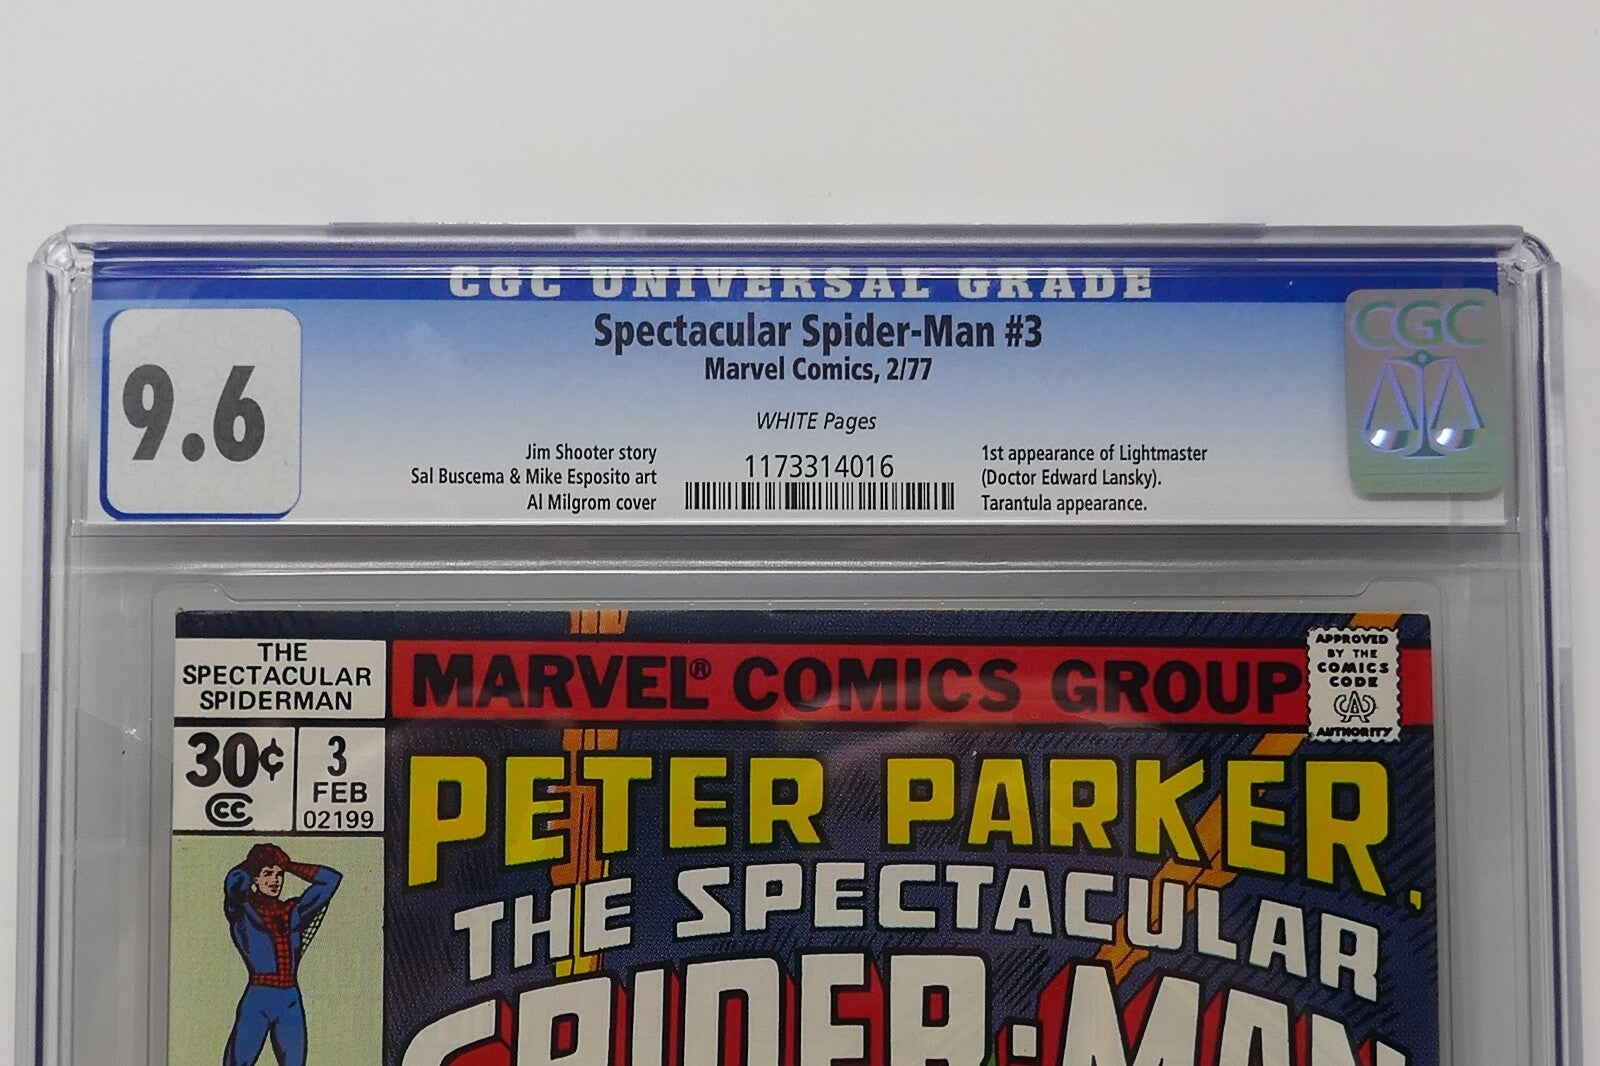 CGC UNIVERSAL GRADE
9.6
Spectacular Spider-Man #3
Marvel Comics, 2/77
WHITE Pages
Jim Shooter story
Sal Buscema & Mike Esposito art
Al Milgrom cover
1173314016
1st appearance of Lightmaster
(Doctor Edward Lansky).
Tarantula appearance.
CGC
THE
SPECTACULAR
SPIDERMAN
MARVEL® COMICS GROUP
APPROVED
BY THE
COMICS
CODE
CA
AUTHORITY
30¢
CC
3
FEB
02199
PETER PARKER,
THE SPECTACULAR
SPIDER-MAN